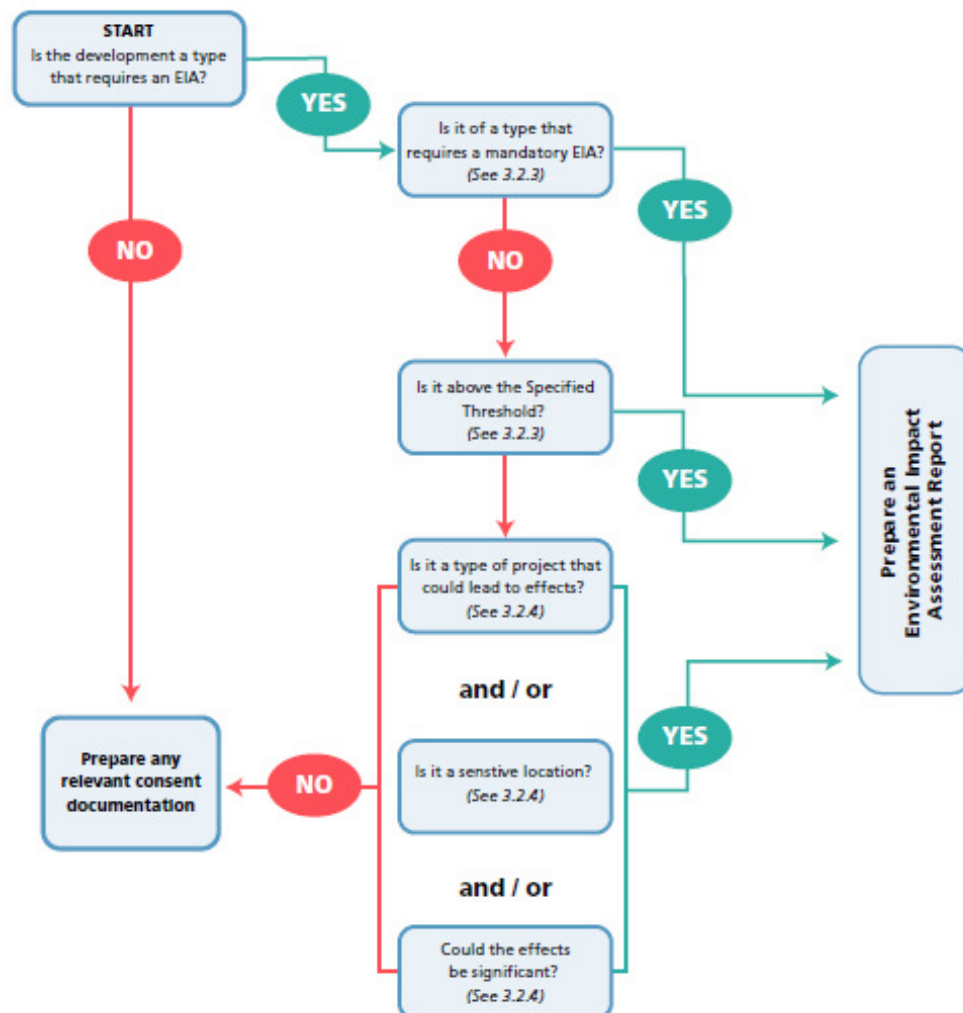 START
Is the development a type
that requires an EIA?
YES
Is it of a type that
requires a mandatory EIA?
(See 3.2.3)
YES
NO
NO
Is it above the Specified
Threshold?
(See 3.2.3)
YES
Prepare an
Environmental Impact
Assessment Report
Is it a type of project that
could lead to effects?
(See 3.2.4)
and / or
YES
Prepare any
relevant consent
documentation
NO
Is it a senstive location?
(See 3.2.4)
and / or
Could the effects
be significant?
(See 3.2.4)